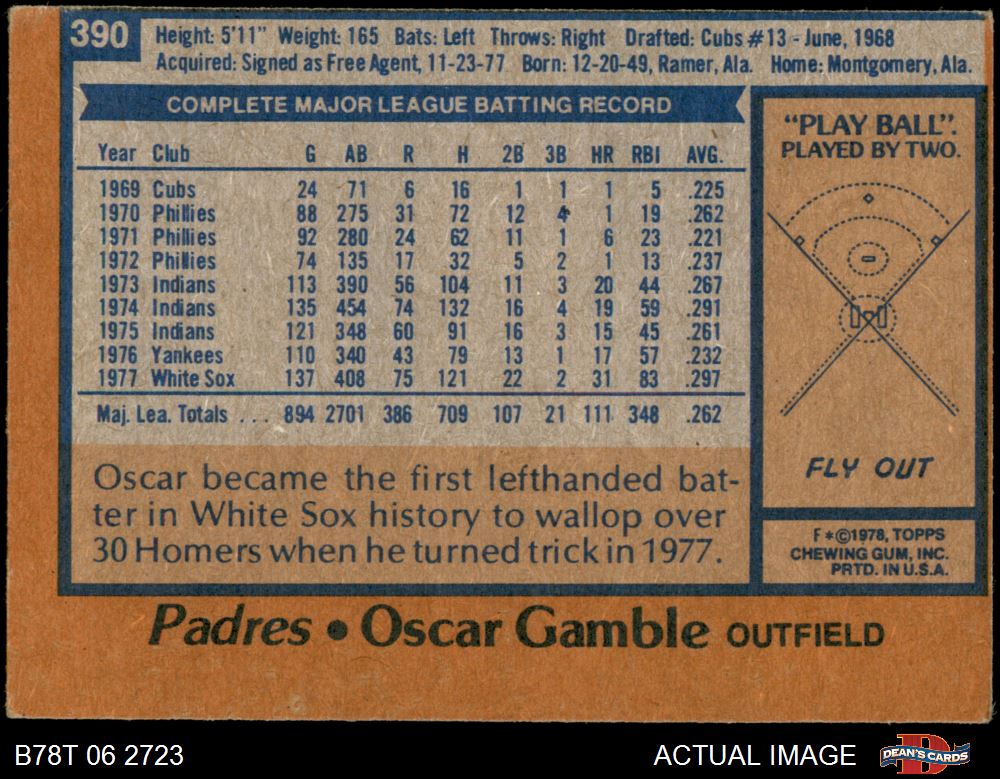 390
Height: 5'11" Weight: 165 Bats: Left Throws: Right Drafted: Cubs #13 - June, 1968
Acquired: Signed as Free Agent, 11-23-77 Born: 12-20-49, Ramer, Ala. Home: Montgomery, Ala.
COMPLETE MAJOR LEAGUE BATTING RECORD
Year Club G AB R H 2B 3B HR RBI AVG.
1969 Cubs 24 71 6 16 1 1 1 5 .225
1970 Phillies 88 275 31 72 12 4 1 19 .262
1971 Phillies 92 280 24 62 11 1 6 23 .221
1972 Phillies 74 135 17 32 5 2 1 13 .237
1973 Indians 113 390 56 104 11 3 20 44 .267
1974 Indians 135 454 74 132 16 4 19 59 .291
1975 Indians 121 348 60 91 16 3 15 45 .261
1976 Yankees 110 340 43 79 13 1 17 57 .232
1977 White Sox 137 408 75 121 22 2 31 83 .297
Maj. Lea. Totals ... 894 2701 386 709 107 21 111 348 .262
Oscar became the first lefthanded bat-
ter in White Sox history to wallop over
30 Homers when he turned trick in 1977.
"PLAY BALL".
PLAYED BY TWO.
FLY OUT
F*©1978, TOPPS
CHEWING GUM, INC.
PRTD. IN U.S.A.
Padres • Oscar Gamble OUTFIELD
B78T 06 2723
ACTUAL IMAGE
D
DEAN'S CARDS